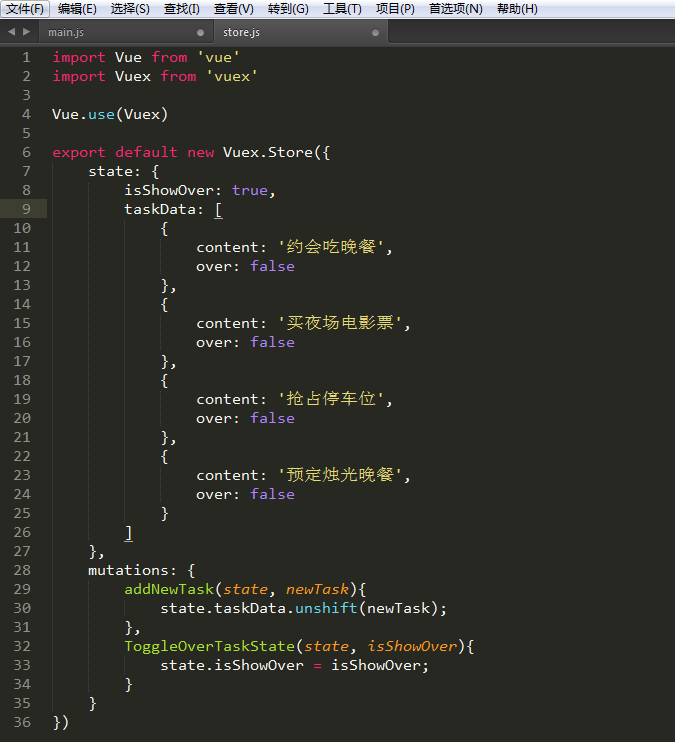 文件(F) 编辑(E) 选择(S) 查找(I) 查看(V) 转到(G) 工具(T) 项目(P) 首选项(N) 帮助(H)
main.js store.js
1 import Vue from 'vue'
2 import Vuex from 'vuex'
3
4 Vue.use(Vuex)
5
6 export default new Vuex.Store({
7     state: {
8         isShowOver: true,
9         taskData: [
10             {
11                 content: '约会吃晚餐',
12                 over: false
13             },
14             {
15                 content: '买夜场电影票',
16                 over: false
17             },
18             {
19                 content: '抢占停车位',
20                 over: false
21             },
22             {
23                 content: '预定烛光晚餐',
24                 over: false
25             }
26         ]
27     },
28     mutations: {
29         addNewTask(state, newTask){
30             state.taskData.unshift(newTask);
31         },
32         ToggleOverTaskState(state, isShowOver){
33             state.isShowOver = isShowOver;
34         }
35     }
36 })